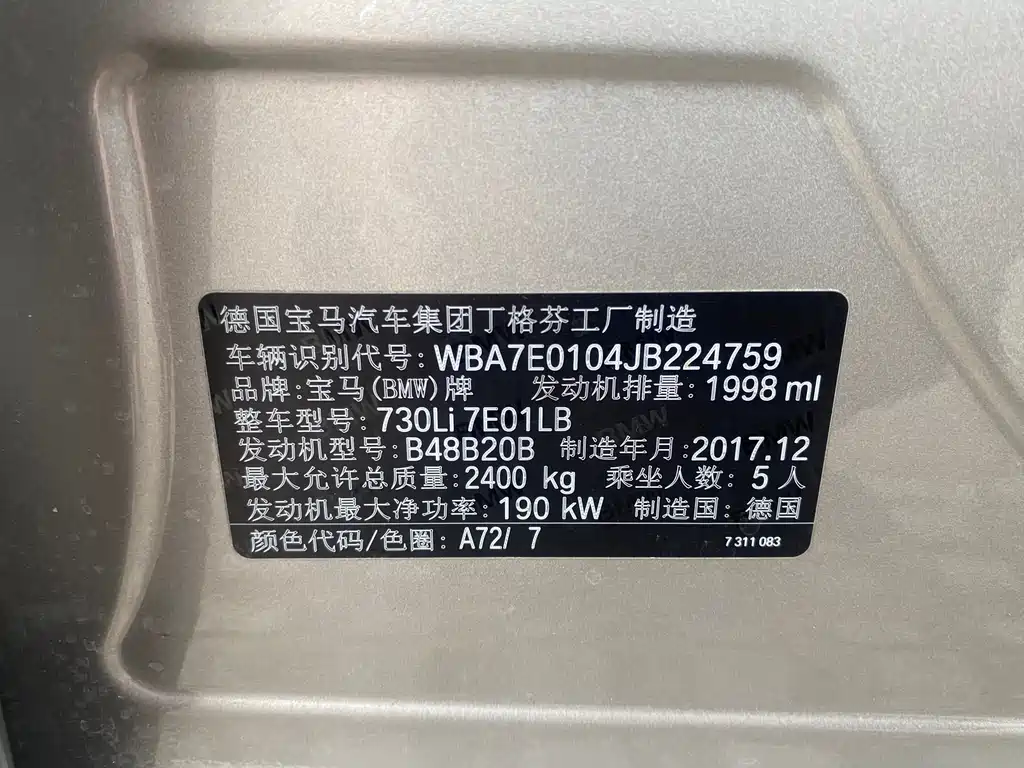 德国宝马汽车集团丁格芬工厂制造
车辆识别代号: WBA7E0104JB224759
品牌: 宝马(BMW)牌 发动机排量: 1998 ml
整车型号: 730Li 7E01LB
发动机型号: B48B20B 制造年月: 2017.12
最大允许总质量: 2400 kg 乘坐人数: 5 人
发动机最大净功率: 190 kW 制造国: 德国
颜色代码/色圈: A72/ 7 7 311 083